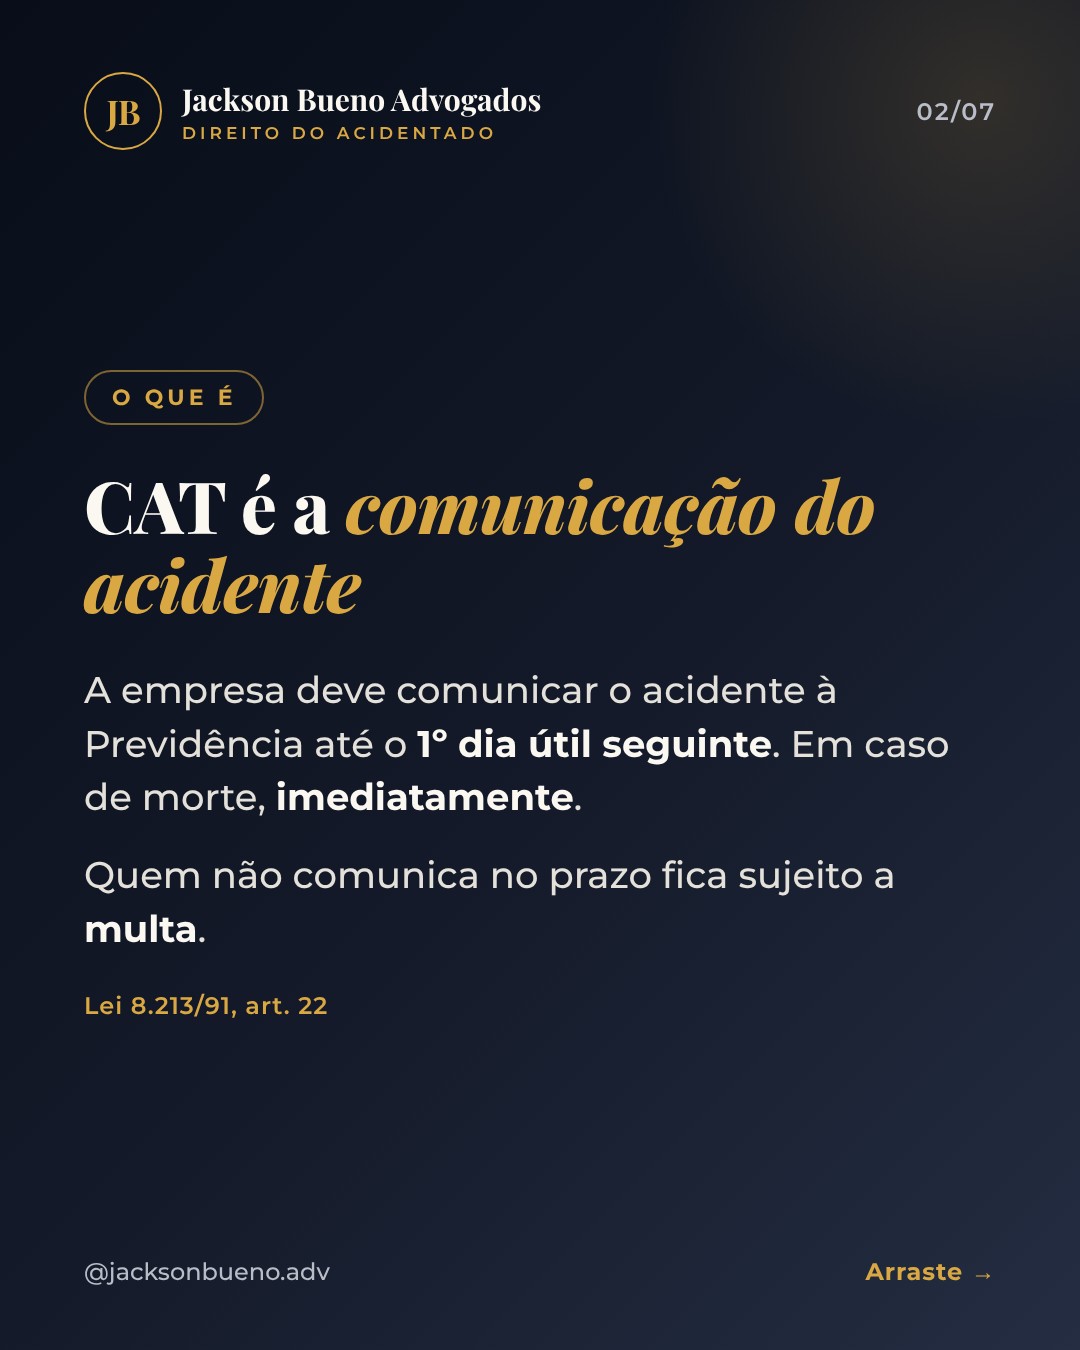 JB
Jackson Bueno Advogados
DIREITO DO ACIDENTADO
02/07
O QUE É
CAT é a comunicação do
acidente
A empresa deve comunicar o acidente à
Previdência até o 1º dia útil seguinte. Em caso
de morte, imediatamente.
Quem não comunica no prazo fica sujeito a
multa.
Lei 8.213/91, art. 22
@jacksonbueno.adv
Arraste →